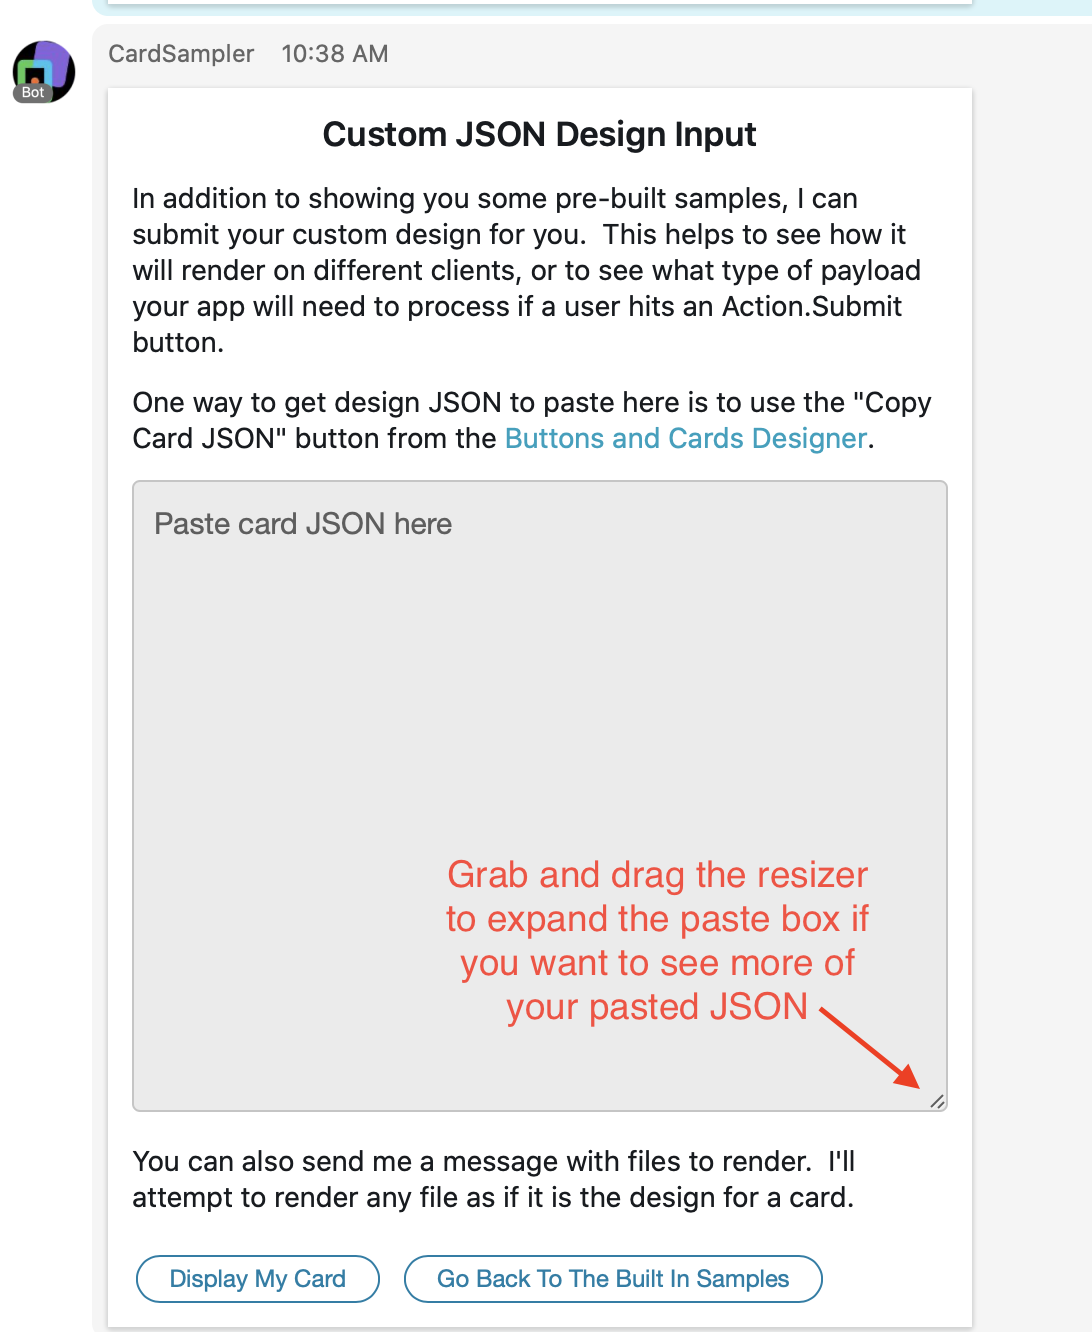 CardSampler 10:38 AM
Bot
Custom JSON Design Input
In addition to showing you some pre-built samples, I can
submit your custom design for you.  This helps to see how it
will render on different clients, or to see what type of payload
your app will need to process if a user hits an Action.Submit
button.
One way to get design JSON to paste here is to use the "Copy
Card JSON" button from the Buttons and Cards Designer.
Paste card JSON here
Grab and drag the resizer
to expand the paste box if
you want to see more of
your pasted JSON
You can also send me a message with files to render.  I'll
attempt to render any file as if it is the design for a card.
Display My Card
Go Back To The Built In Samples